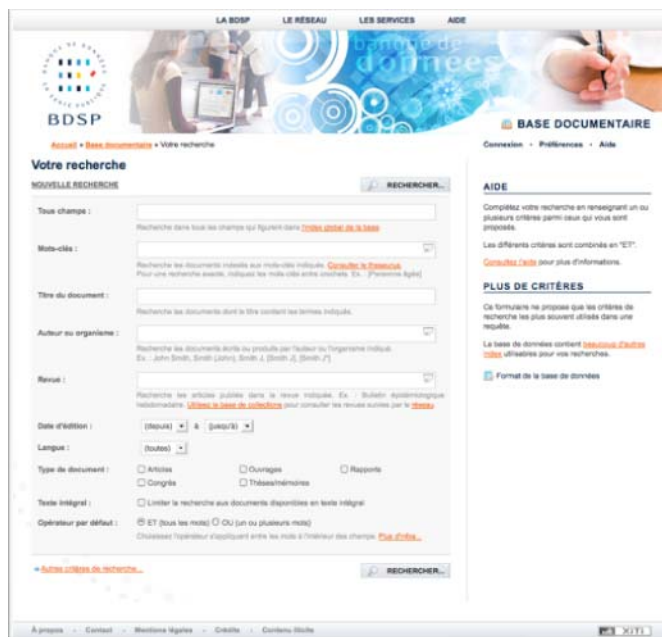 LA BDSP LE RÉSEAU LES SERVICES AIDE
BANQUE DE DONNÉES
EN SANTÉ PUBLIQUE
BDSP
banque de
données
BASE DOCUMENTAIRE
Accueil » Base documentaire » Votre recherche
Connexion • Préférences • Aide
Votre recherche
NOUVELLE RECHERCHE
RECHERCHER...
Tous champs :
Recherche dans tous les champs qui figurent dans l'index global de la base.
Mots-clés :
Recherche les documents indexés aux mots-clés indiqués. Consulter le thesaurus.
Pour une recherche exacte, indiquez les mots clés entre crochets. Ex. : [Personne âgée]
Titre du document :
Recherche les documents dont le titre contient les termes indiqués.
Auteur ou organisme :
Recherche les documents écrits ou produits par l'auteur ou l'organisme indiqué.
Ex. : John Smith, Smith (John), Smith J, [Smith J], [Smith J*]
Revue :
Recherche les articles publiés dans la revue indiquée. Ex. : Bulletin épidémiologique
hebdomadaire. Utilisez la base de collections pour consulter les revues suivies par le réseau
Date d'édition :
(depuis) à (jusqu'à)
Langue :
(toutes)
Type de document :
Articles Ouvrages Rapports
Congrès Thèses/mémoires
Texte intégral :
Limiter la recherche aux documents disponibles en texte intégral
Opérateur par défaut :
ET (tous les mots) OU (un ou plusieurs mots)
Choisissez l'opérateur s'appliquant entre les mots à l'intérieur des champs. Plus d'infos...
Autres critères de recherche...
RECHERCHER...
AIDE
Complétez votre recherche en renseignant un ou
plusieurs critères parmi ceux qui vous sont
proposés.
Les différents critères sont combinés en "ET".
Consultez l'aide pour plus d'informations.
PLUS DE CRITÈRES
Ce formulaire ne propose que les critères de
recherche les plus souvent utilisés dans une
requête.
La base de données contient beaucoup d'autres
index utilisables pour vos recherches.
Format de la base de données
À propos • Contact • Mentions légales • Crédits • Contenu illicite
XiTi